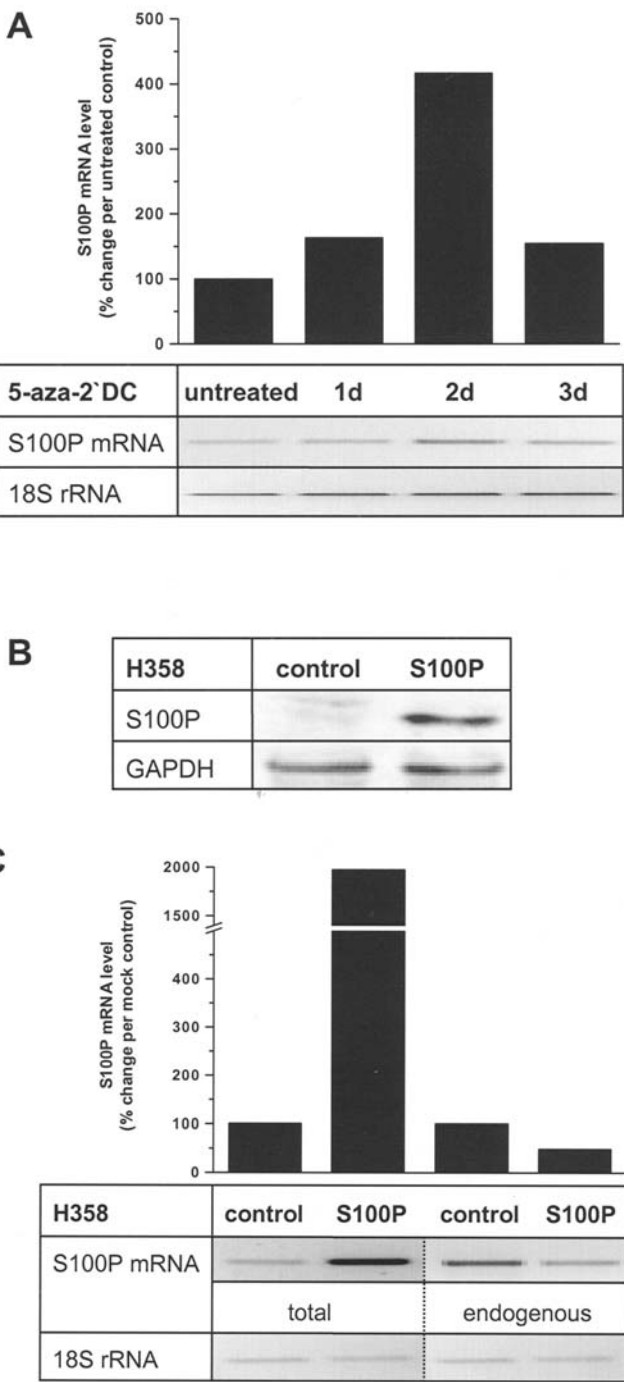 A
S100P mRNA level
(% change per untreated control)
500
400
300
200
100
0
5-aza-2`DC untreated 1d 2d 3d
S100P mRNA
18S rRNA
B
H358 control S100P
S100P
GAPDH
C
S100P mRNA level
(% change per mock control)
2000
1500
400
300
200
100
0
H358 control S100P control S100P
S100P mRNA
total endogenous
18S rRNA